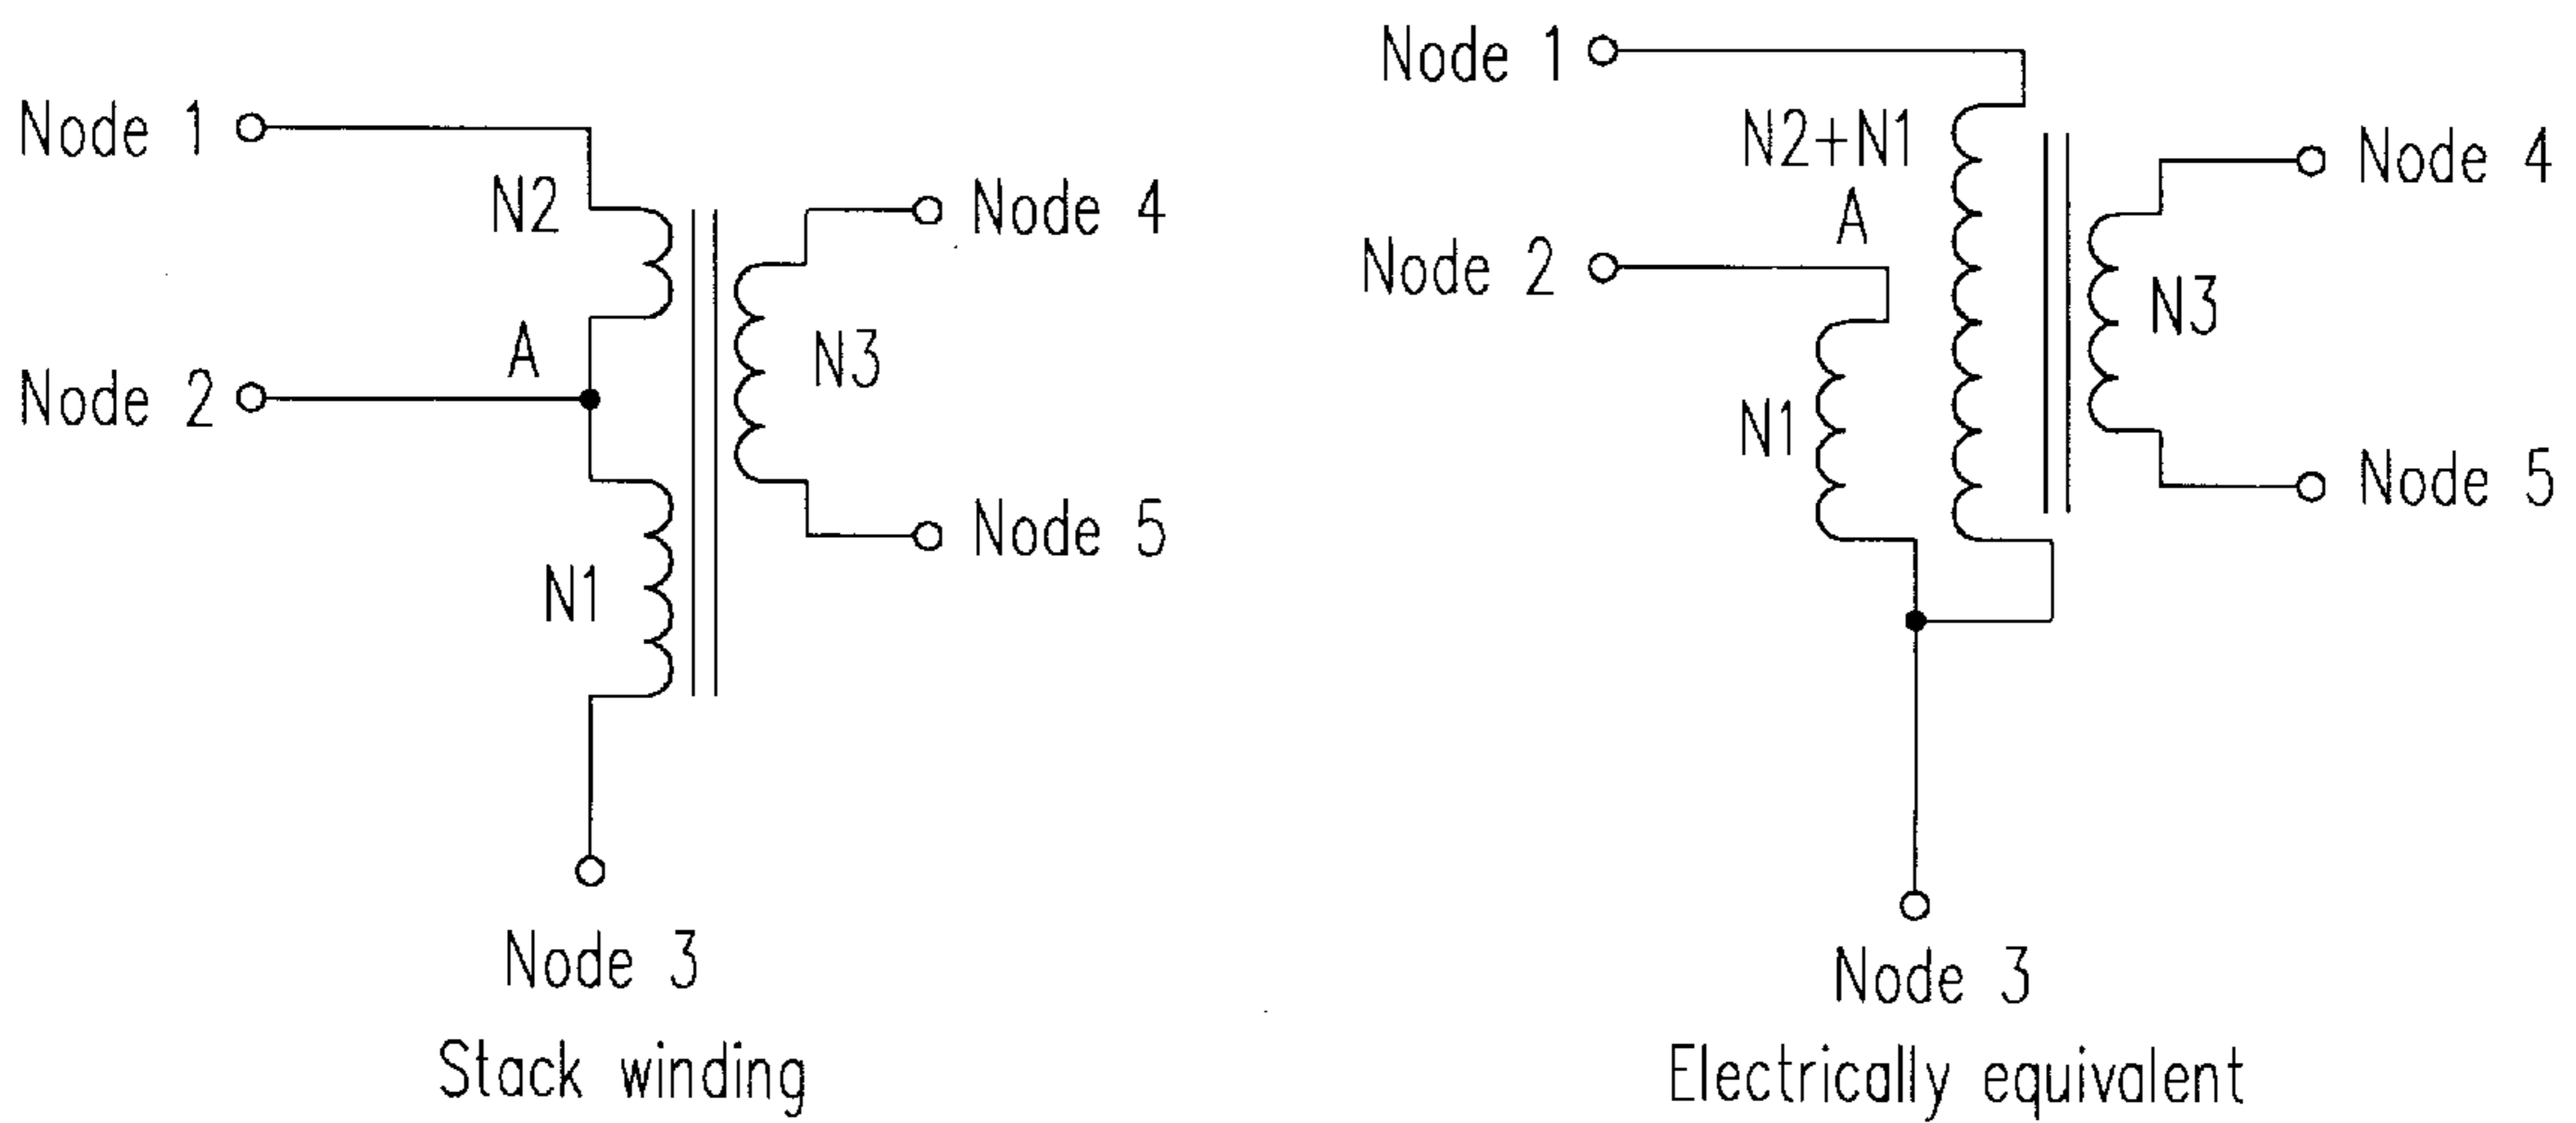 Node 1
N2
Node 4
A
N3
Node 2
Node 5
N1
Node 3
Stack winding
Node 1
N2+N1
Node 4
A
Node 2
N3
N1
Node 5
Node 3
Electrically equivalent